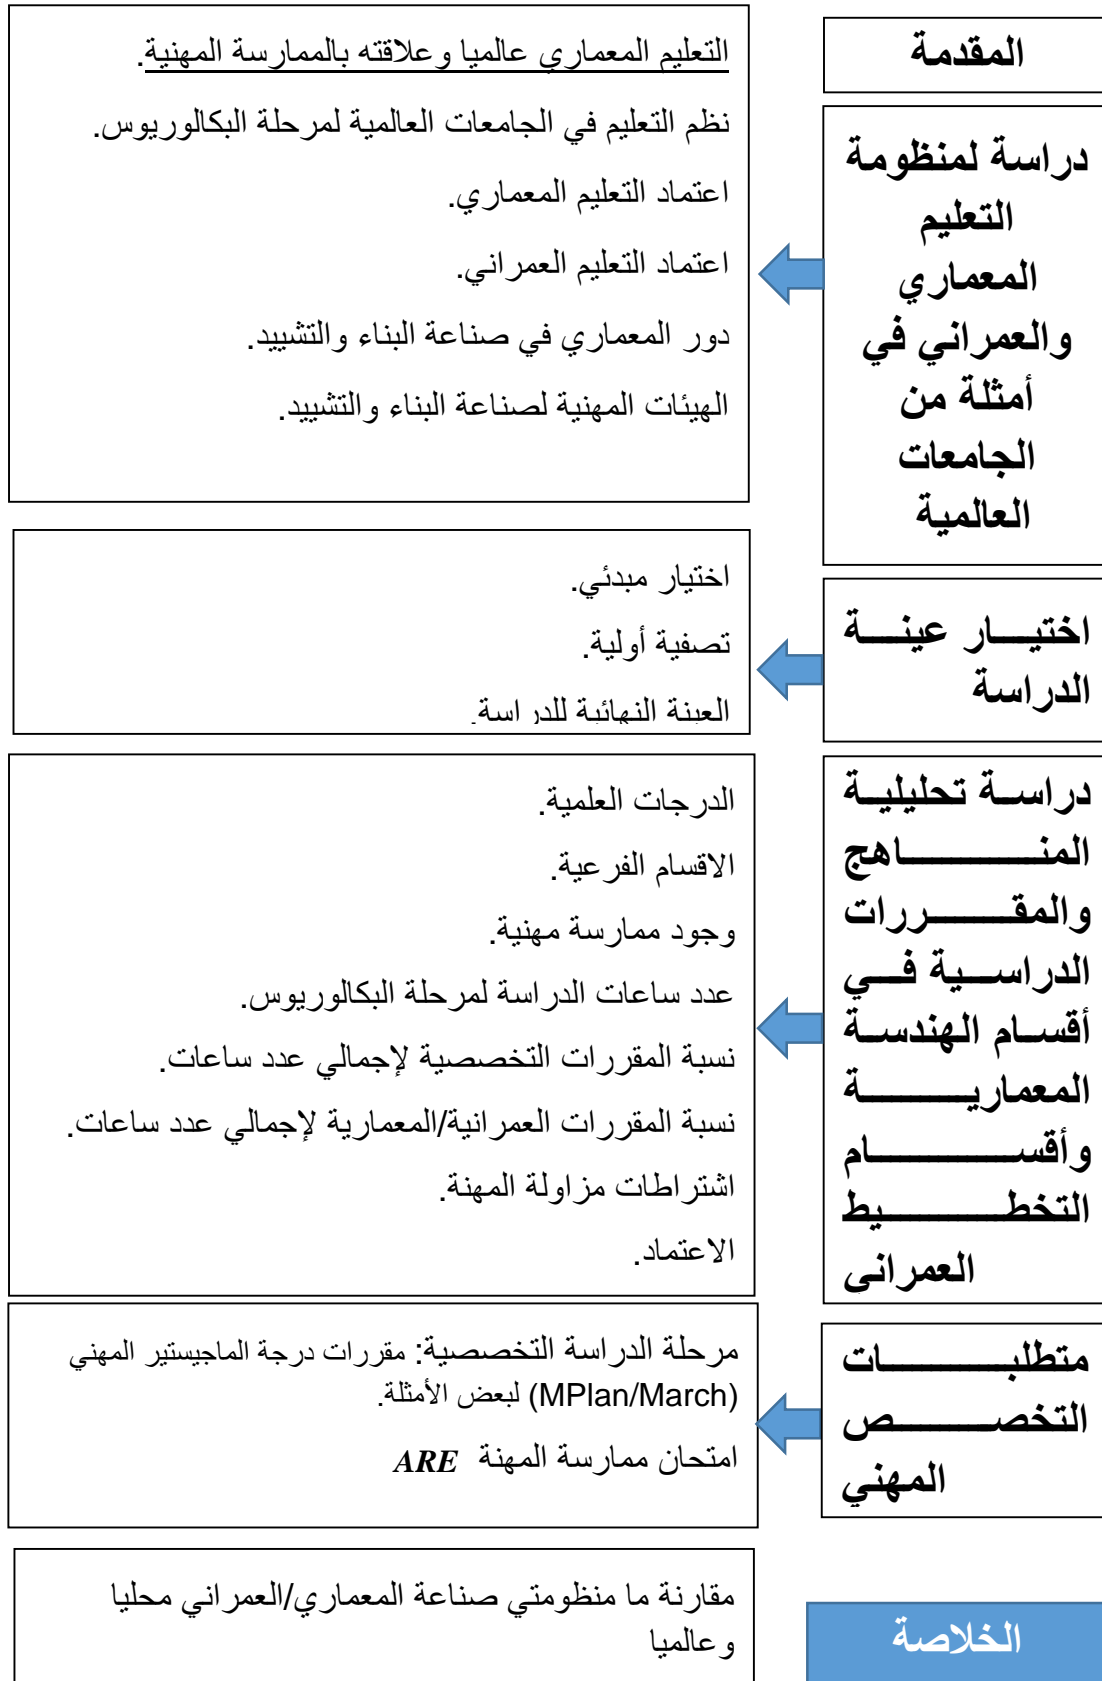 المقدمة
دراسة لمنظومة
التعليم
المعماري
والعمراني في
أمثلة من
الجامعات
العالمية
التعليم المعماري عالميا وعلاقته بالممارسة المهنية.
نظم التعليم في الجامعات العالمية لمرحلة البكالوريوس.
اعتماد التعليم المعماري.
اعتماد التعليم العمراني.
دور المعماري في صناعة البناء والتشييد.
الهيئات المهنية لصناعة البناء والتشييد.
اختيار عينة
الدراسة
اختيار مبدئي.
تصفية أولية.
العينة النهائية للدراسة.
دراسة تحليلية
المناهج
والمقررات
الدراسية في
أقسام الهندسة
المعمارية
وأقسام
التخطيط
العمرانى
الدرجات العلمية.
الاقسام الفرعية.
وجود ممارسة مهنية.
عدد ساعات الدراسة لمرحلة البكالوريوس.
نسبة المقررات التخصصية لإجمالي عدد ساعات.
نسبة المقررات العمرانية/المعمارية لإجمالي عدد ساعات.
اشتراطات مزاولة المهنة.
الاعتماد.
متطلبات
التخصص
المهني
مرحلة الدراسة التخصصية: مقررات درجة الماجيستير المهني
(MPlan/March) لبعض الأمثلة.
امتحان ممارسة المهنة ARE
الخلاصة
مقارنة ما منظومتي صناعة المعماري/العمراني محليا
وعالميا